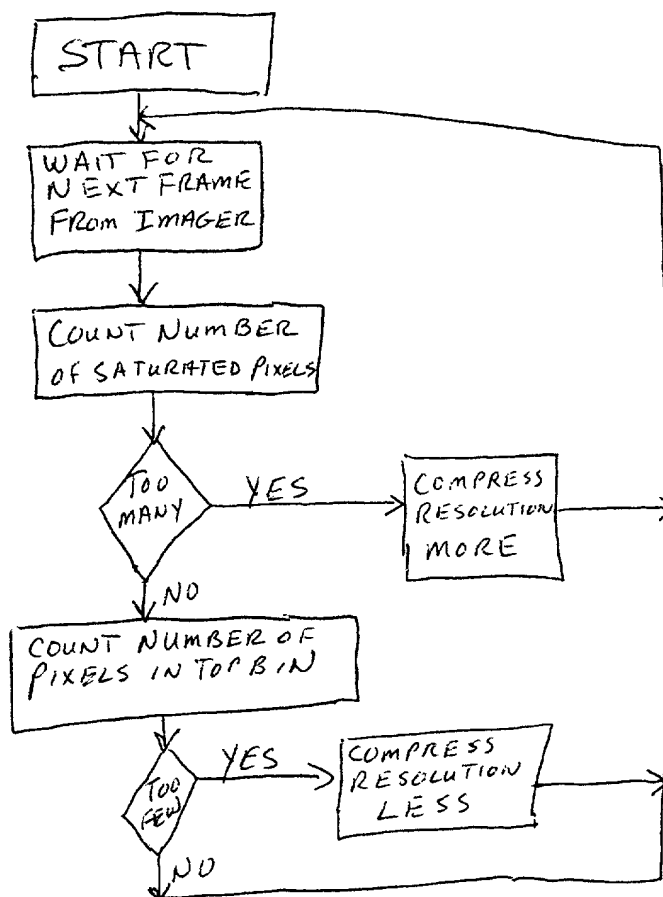 START
WAIT FOR
NEXT FRAME
FROM IMAGER
COUNT NUMBER
OF SATURATED PIXELS
TOO
MANY
YES
COMPRESS
RESOLUTION
MORE
NO
COUNT NUMBER OF
PIXELS IN TOP BIN
TOO
FEW
YES
COMPRESS
RESOLUTION
LESS
NO